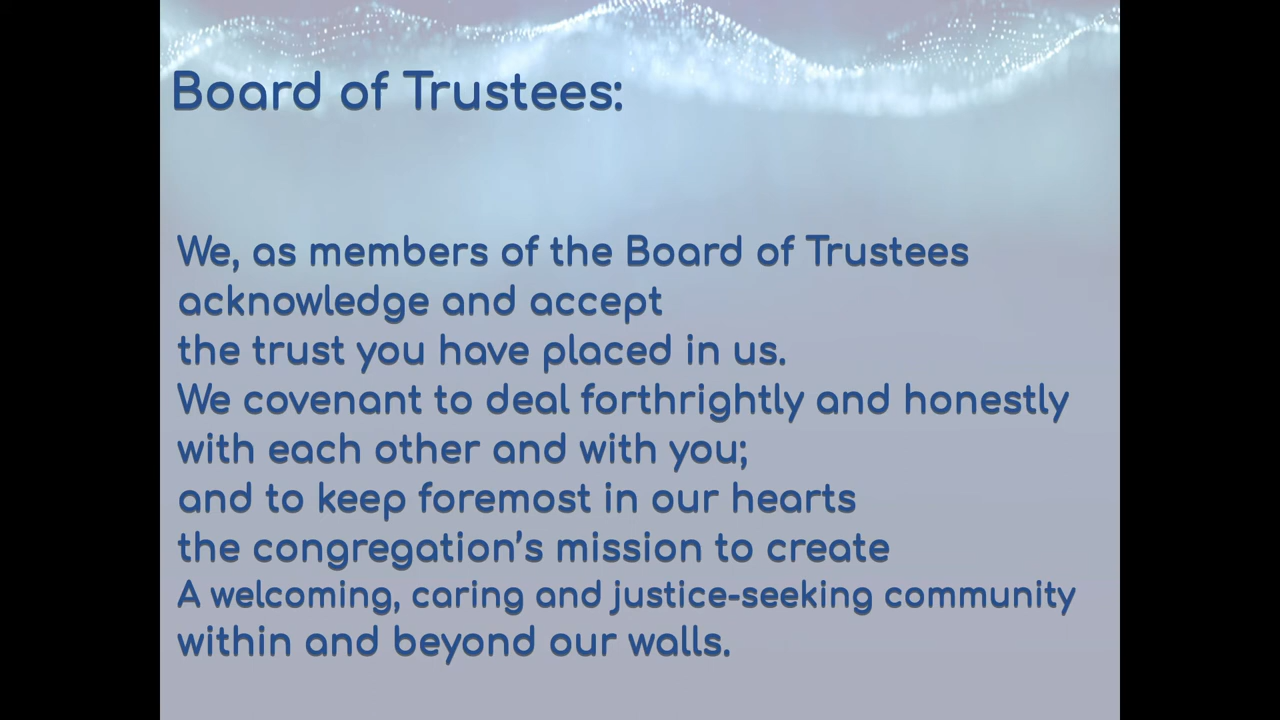 Board of Trustees:
We, as members of the Board of Trustees
acknowledge and accept
the trust you have placed in us.
We covenant to deal forthrightly and honestly
with each other and with you;
and to keep foremost in our hearts
the congregation’s mission to create
A welcoming, caring and justice-seeking community
within and beyond our walls.